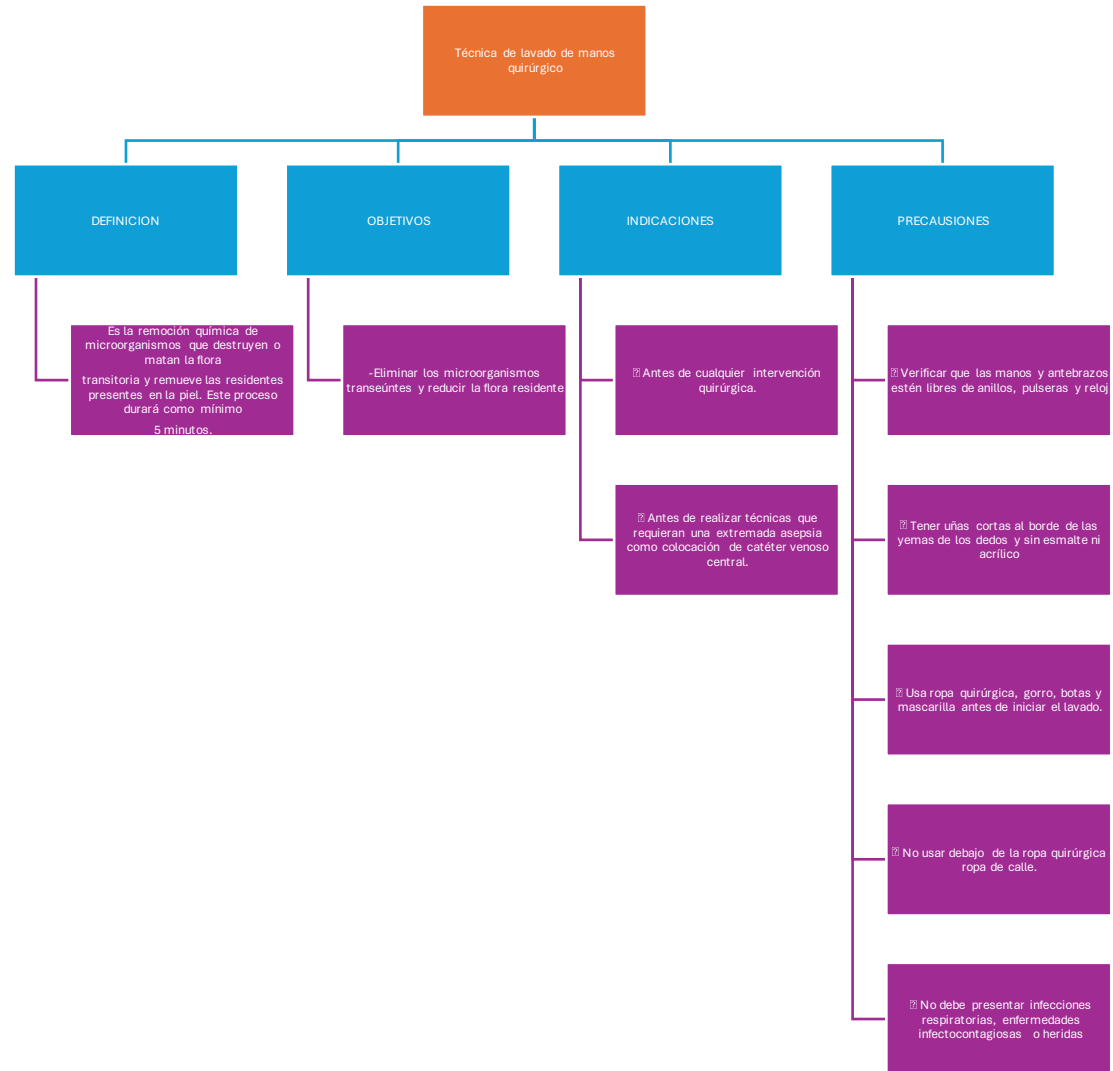 Técnica de lavado de manos
quirúrgico
DEFINICION
OBJETIVOS
INDICACIONES
PRECAUSIONES
Es la remoción química de
microorganismos que destruyen o
matan la flora
transitoria y remueve las residentes
presentes en la piel. Este proceso
durará como mínimo
5 minutos.
-Eliminar los microorganismos
transeúntes y reducir la flora residente
⍰ Antes de cualquier intervención
quirúrgica.
⍰ Antes de realizar técnicas que
requieran una extremada asepsia
como colocación de catéter venoso
central.
⍰ Verificar que las manos y antebrazos
estén libres de anillos, pulseras y reloj
⍰ Tener uñas cortas al borde de las
yemas de los dedos y sin esmalte ni
acrílico
⍰ Usa ropa quirúrgica, gorro, botas y
mascarilla antes de iniciar el lavado.
⍰ No usar debajo de la ropa quirúrgica
ropa de calle.
⍰ No debe presentar infecciones
respiratorias, enfermedades
infectocontagiosas o heridas